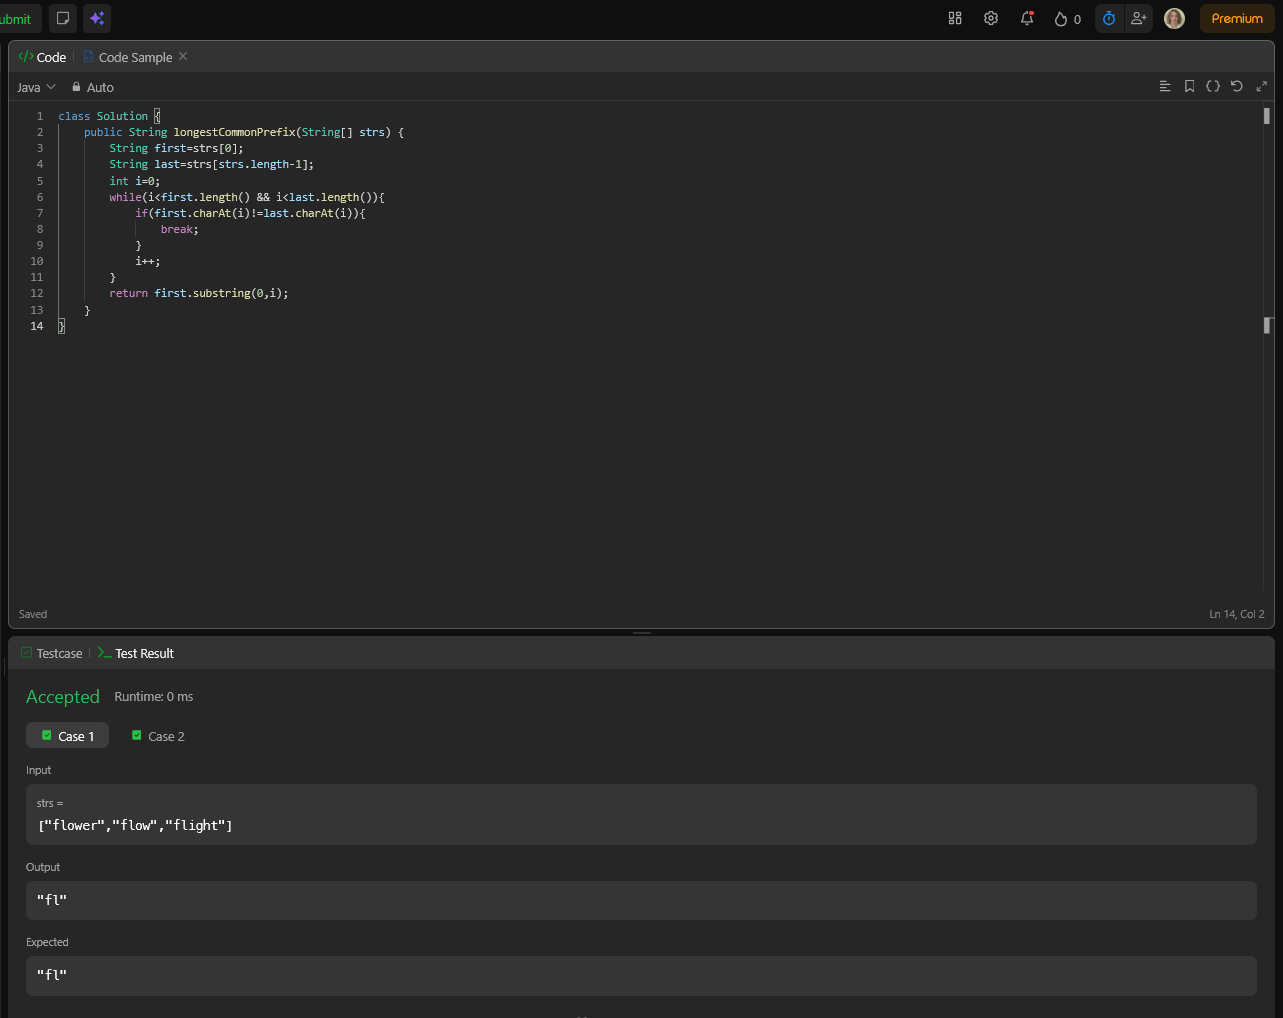 ubmit
0
Premium
</> Code
Code Sample
Java
Auto
1 class Solution {
2     public String longestCommonPrefix(String[] strs) {
3         String first=strs[0];
4         String last=strs[strs.length-1];
5         int i=0;
6         while(i<first.length() && i<last.length()){
7             if(first.charAt(i)!=last.charAt(i)){
8                 break;
9             }
10             i++;
11         }
12         return first.substring(0,i);
13     }
14 }
Saved
Ln 14, Col 2
Testcase
Test Result
Accepted
Runtime: 0 ms
Case 1
Case 2
Input
strs =
["flower","flow","flight"]
Output
"fl"
Expected
"fl"